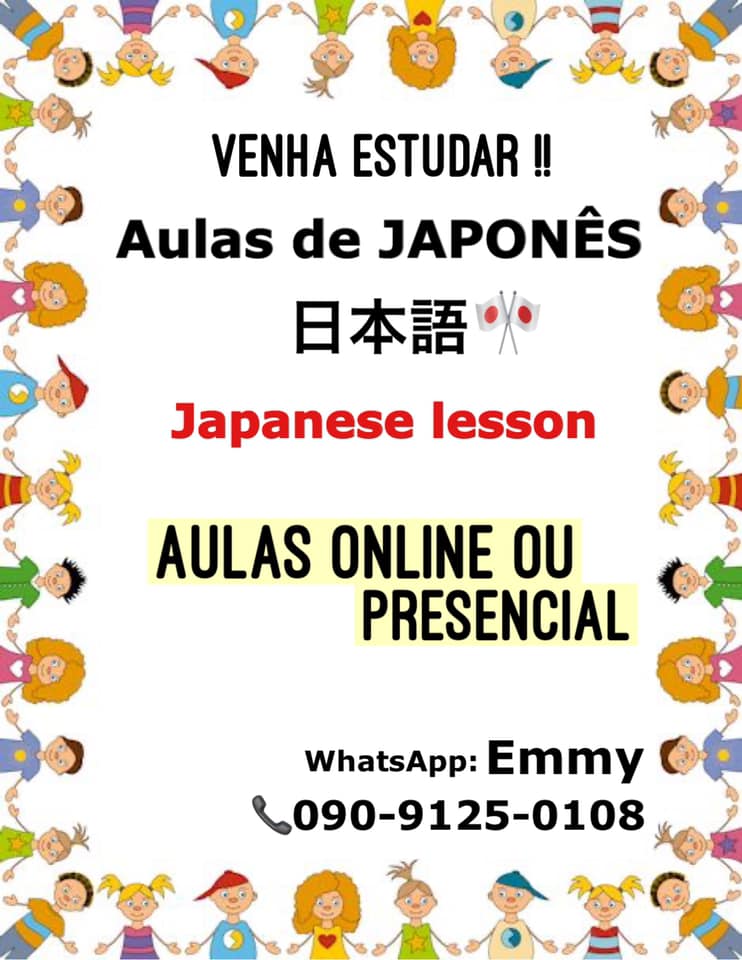 VENHA ESTUDAR !!
Aulas de JAPONÊS
日本語🎌
Japanese lesson
AULAS ONLINE OU
PRESENCIAL
WhatsApp: Emmy
📞090-9125-0108